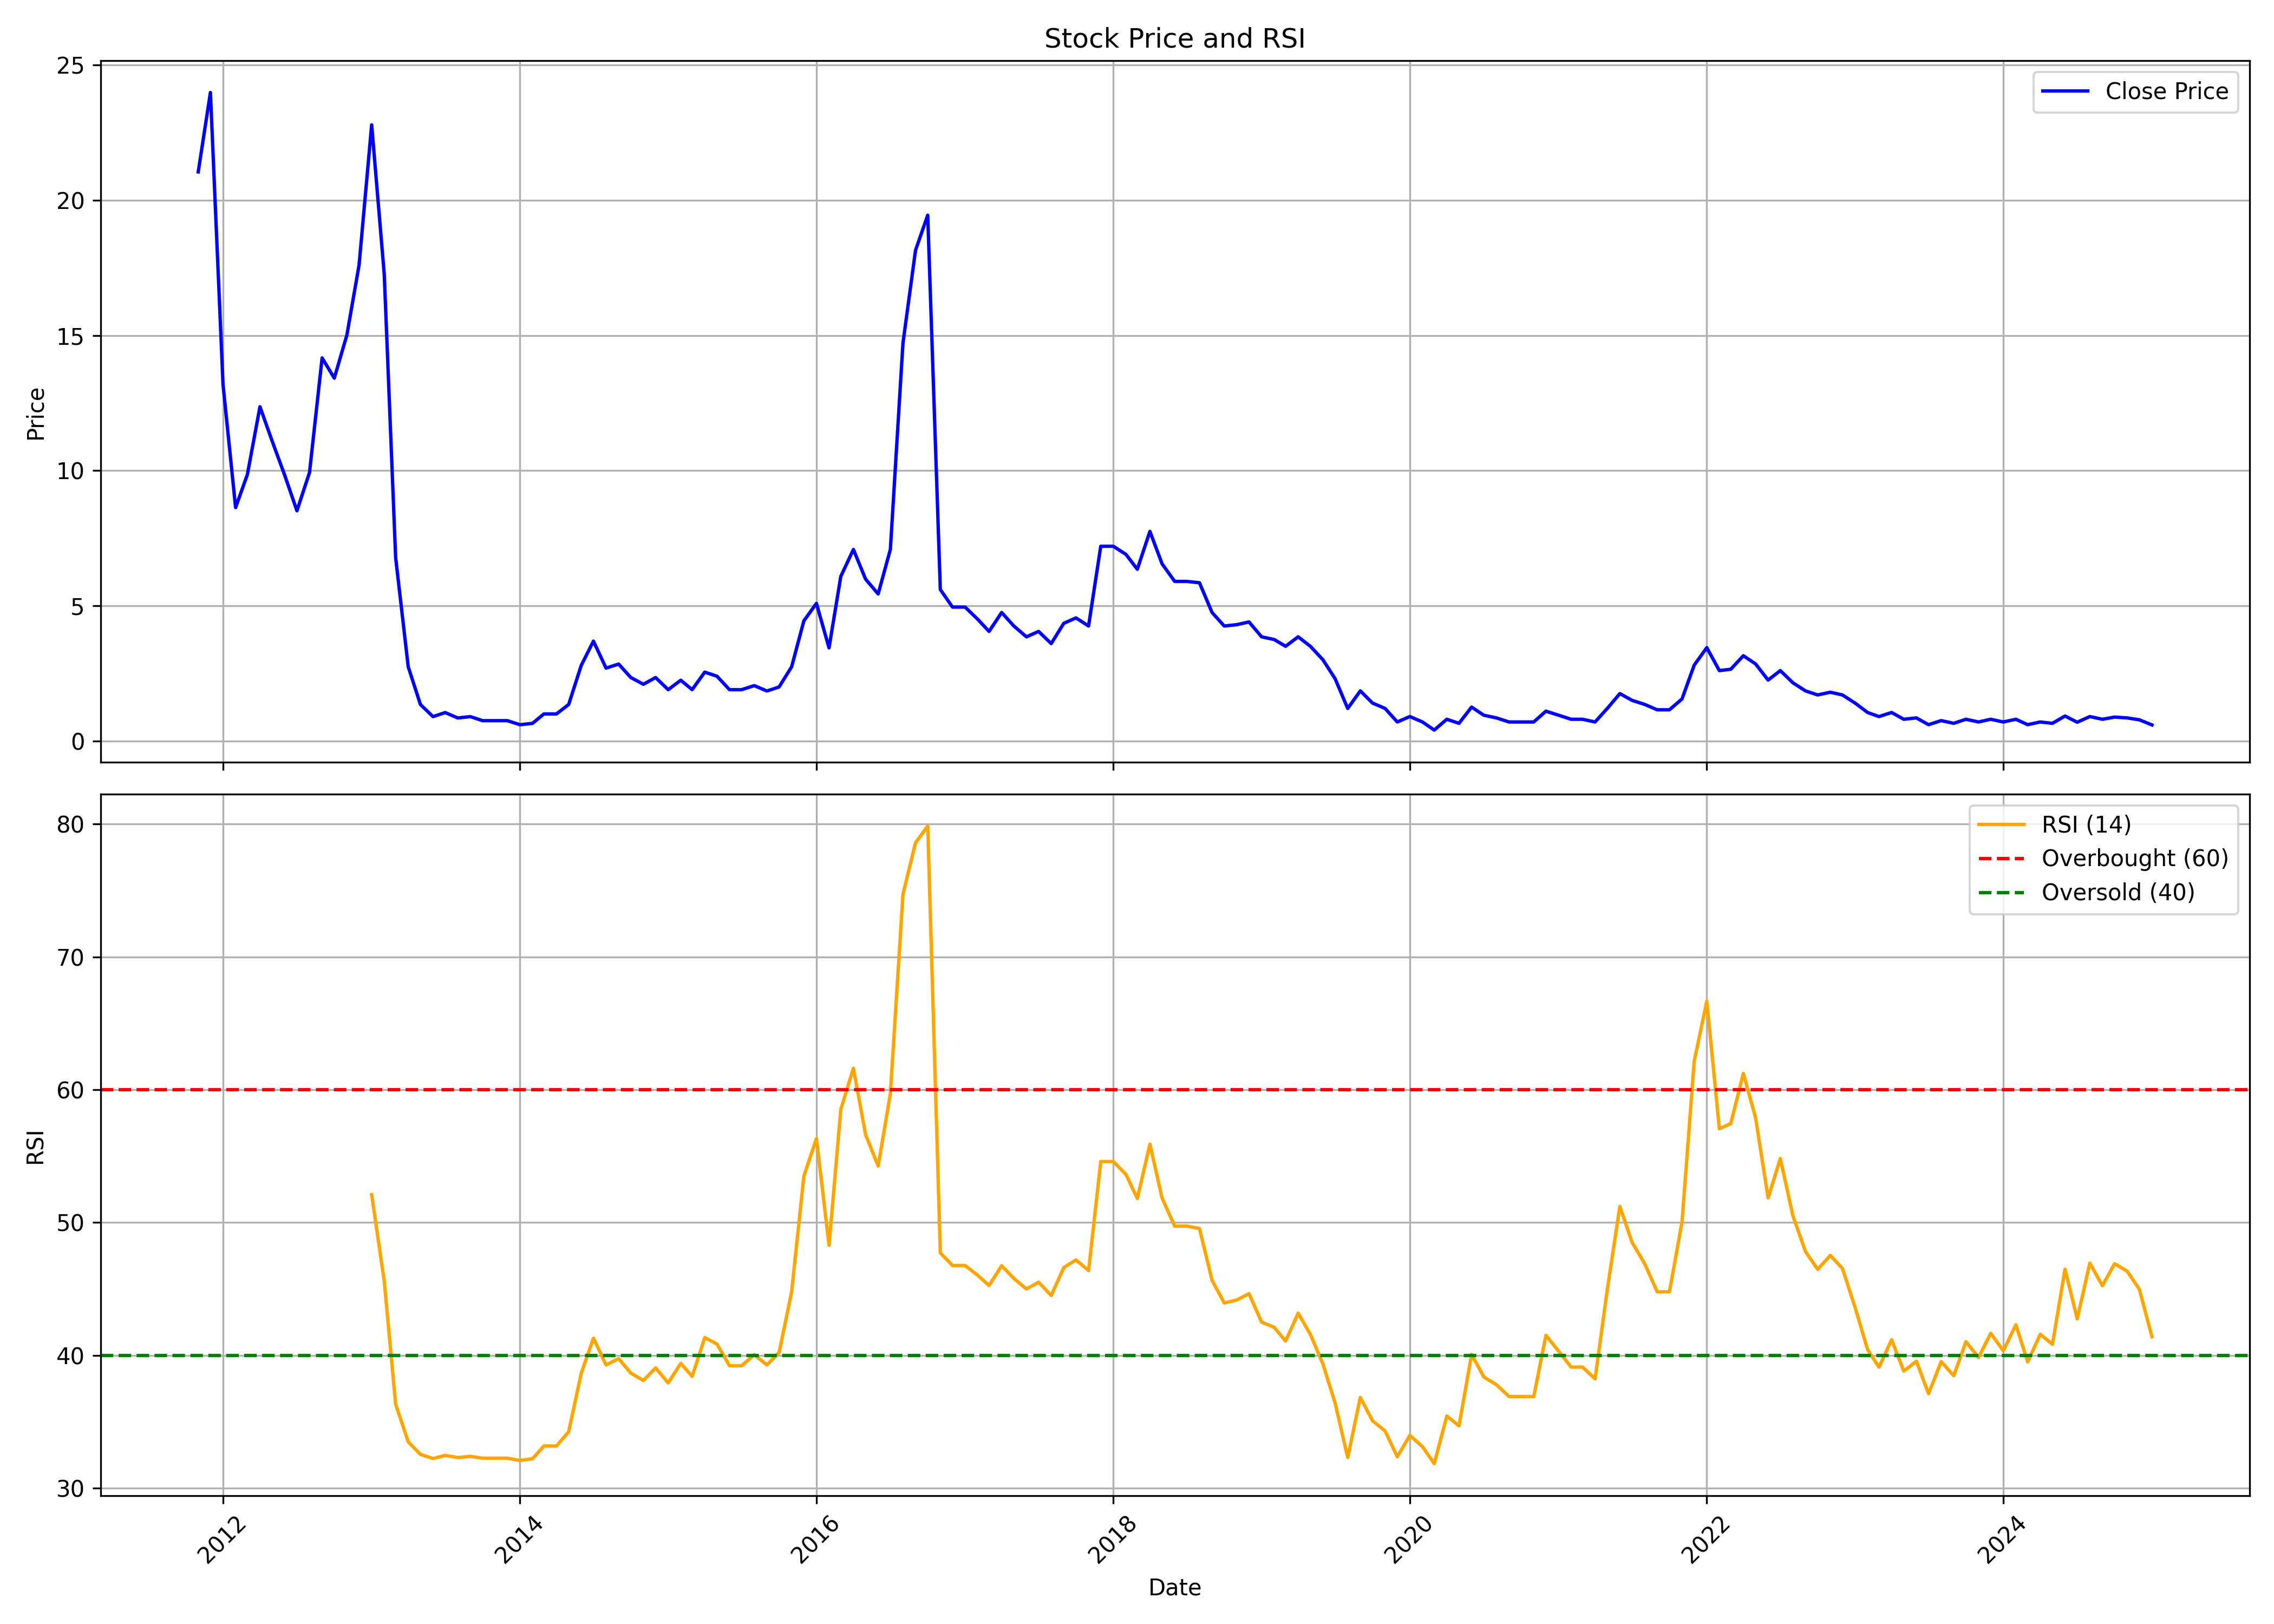 Stock Price and RSI
25
20
15
10
5
0
Price
Close Price
80
70
60
50
40
30
RSI
RSI (14)
Overbought (60)
Oversold (40)
2012
2014
2016
2018
2020
2022
2024
Date